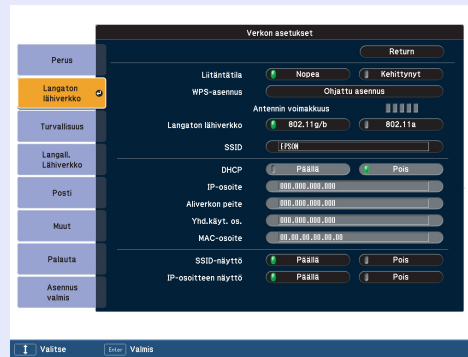 Verkon asetukset
Return
Perus
Langaton
lähiverkko
Turvallisuus
Langall.
Lähiverkko
Posti
Muut
Palauta
Asennus
valmis
Liitäntätila Nopea Kehittynyt
WPS-asennus Ohjattu asennus
Antennin voimakkuus
Langaton lähiverkko 802.11g/b 802.11a
SSID EPSON
DHCP Päällä Pois
IP-osoite 000.000.000.000
Aliverkon peite 000.000.000.000
Yhd.käyt. os. 000.000.000.000
MAC-osoite 00.00.00.00.00.00
SSID-näyttö Päällä Pois
IP-osoitteen näyttö Päällä Pois
Valitse Enter Valmis